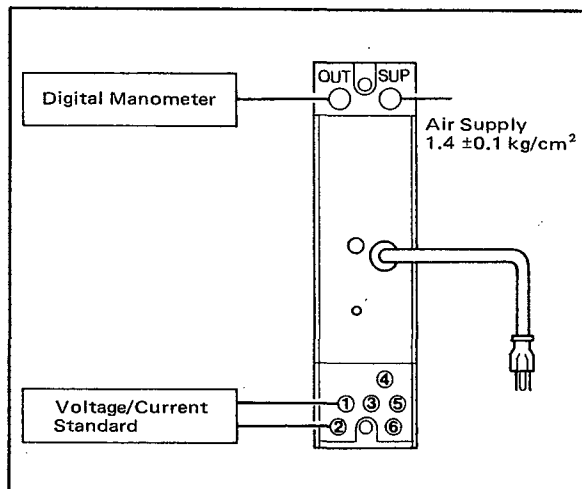 OUT SUP
Digital Manometer
Air Supply
1.4 ±0.1 kg/cm²
④
① ③ ⑤
② ⑥
Voltage/Current
Standard